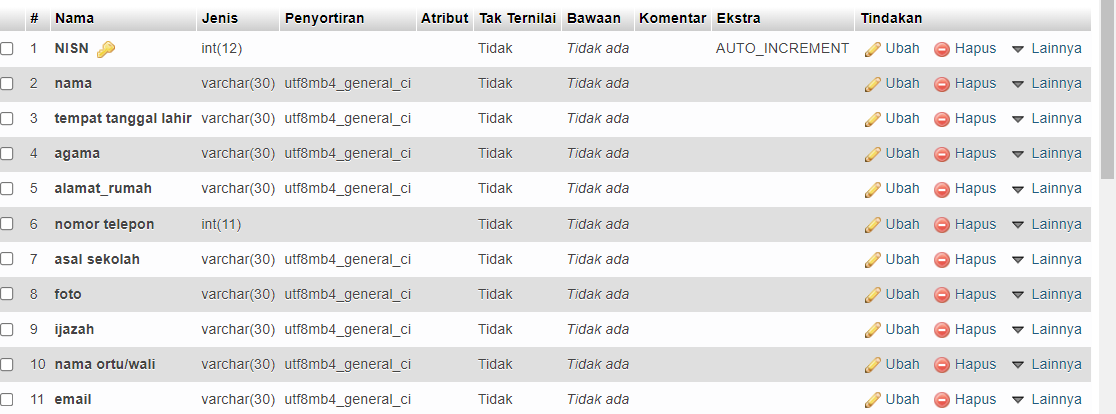 # Nama Jenis Penyortiran Atribut Tak Ternilai Bawaan Komentar Ekstra Tindakan
1 NISN int(12) Tidak Tidak ada AUTO_INCREMENT Ubah Hapus Lainnya
2 nama varchar(30) utf8mb4_general_ci Tidak Tidak ada Ubah Hapus Lainnya
3 tempat tanggal lahir varchar(30) utf8mb4_general_ci Tidak Tidak ada Ubah Hapus Lainnya
4 agama varchar(30) utf8mb4_general_ci Tidak Tidak ada Ubah Hapus Lainnya
5 alamat_rumah varchar(30) utf8mb4_general_ci Tidak Tidak ada Ubah Hapus Lainnya
6 nomor telepon int(11) Tidak Tidak ada Ubah Hapus Lainnya
7 asal sekolah varchar(30) utf8mb4_general_ci Tidak Tidak ada Ubah Hapus Lainnya
8 foto varchar(30) utf8mb4_general_ci Tidak Tidak ada Ubah Hapus Lainnya
9 ijazah varchar(30) utf8mb4_general_ci Tidak Tidak ada Ubah Hapus Lainnya
10 nama ortu/wali varchar(30) utf8mb4_general_ci Tidak Tidak ada Ubah Hapus Lainnya
11 email varchar(30) utf8mb4_general_ci Tidak Tidak ada Ubah Hapus Lainnya